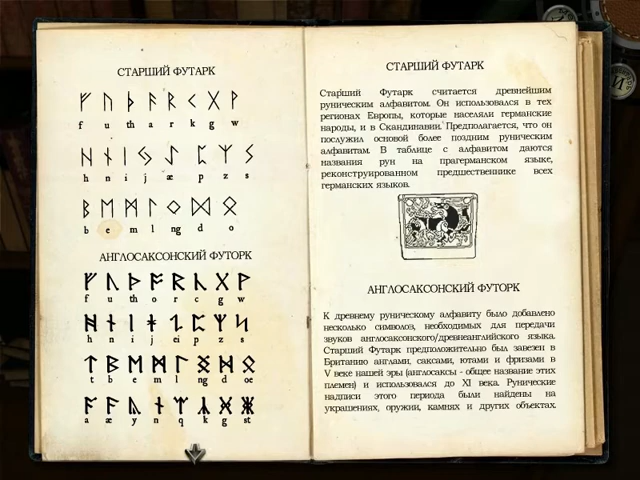 СТАРШИЙ ФУТАРК
ᚠ ᚢ ᚦ ᚨ ᚱ ᚲ ᚷ ᚹ
f u th a r k g w
ᚺ ᚾ ᛁ ᛃ ᛇ ᛈ ᛉ ᛊ
h n i j æ p z s
ᛒ ᛖ ᛗ ᛚ ᛜ ᛞ ᛟ
b e m l ng d o
АНГЛОСАКСОНСКИЙ ФУТОРК
ᚠ ᚢ ᚦ ᚩ ᚱ ᚳ ᚷ ᚹ
f u th o r c g w
ᚻ ᚾ ᛁ ᛄ ᛇ ᛈ ᛉ ᛋ
h n i j ei p z s
ᛏ ᛒ ᛖ ᛗ ᛚ ᛝ ᛞ ᛟ
t b e m l ng d oe
ᚪ ᚫ ᚣ
a æ y n q k g st
СТАРШИЙ ФУТАРК
Старший Футарк считается древнейшим
руническим алфавитом. Он использовался в тех
регионах Европы, которые населяли германские
народы, и в Скандинавии. Предполагается, что он
послужил основой более поздним руническим
алфавитам. В таблице с алфавитом даются
названия рун на прагерманском языке,
реконструированном предшественнике всех
германских языков.
АНГЛОСАКСОНСКИЙ ФУТОРК
К древнему руническому алфавиту было добавлено
несколько символов, необходимых для передачи
звуков англосаксонского/древнеанглийского языка.
Старший Футарк предположительно был завезен в
Британию англами, саксами, ютами и фризами в
V веке нашей эры (англосаксы - общее название этих
племен) и использовался до XI века. Рунические
надписи этого периода были найдены на
украшениях, оружии, камнях и других объектах.